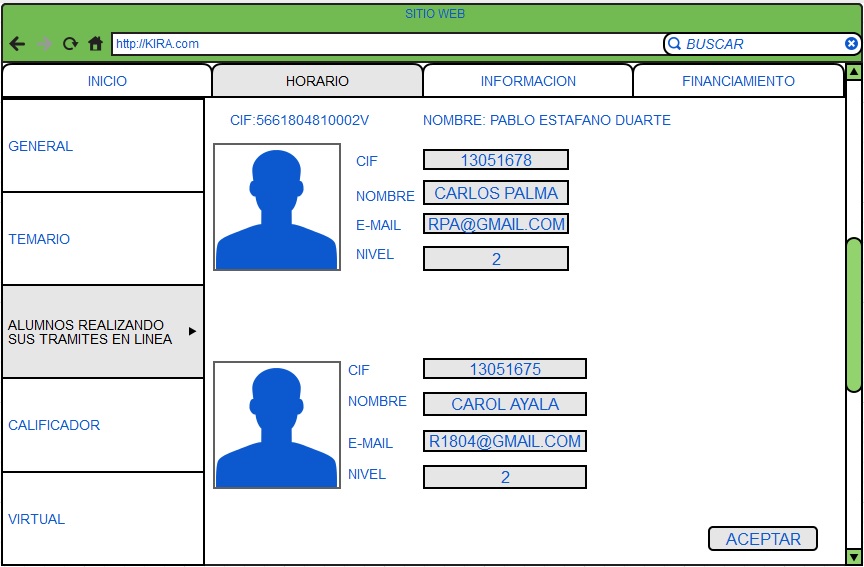 SITIO WEB
http://KIRA.com
BUSCAR
INICIO
HORARIO
INFORMACION
FINANCIAMIENTO
GENERAL
TEMARIO
ALUMNOS REALIZANDO
SUS TRAMITES EN LINEA
CALIFICADOR
VIRTUAL
CIF:5661804810002V
NOMBRE: PABLO ESTAFANO DUARTE
CIF
13051678
NOMBRE
CARLOS PALMA
E-MAIL
RPA@GMAIL.COM
NIVEL
2
CIF
13051675
NOMBRE
CAROL AYALA
E-MAIL
R1804@GMAIL.COM
NIVEL
2
ACEPTAR